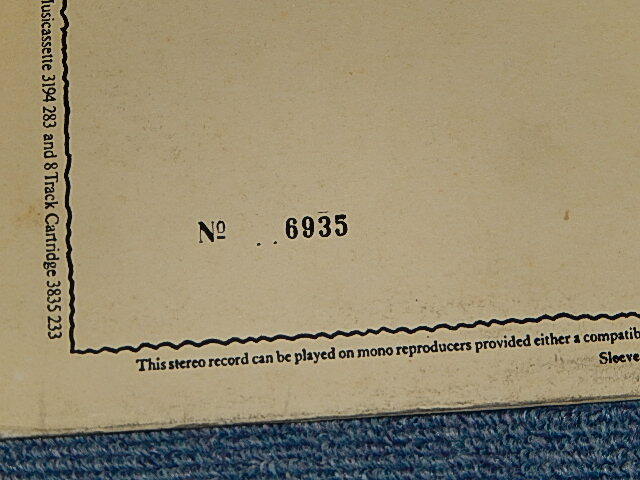 usicassette 3194 283 and 8 Track Cartridge 3835 233
Nº .. 6935
This stereo record can be played on mono reproducers provided either a compatib
Sleeve